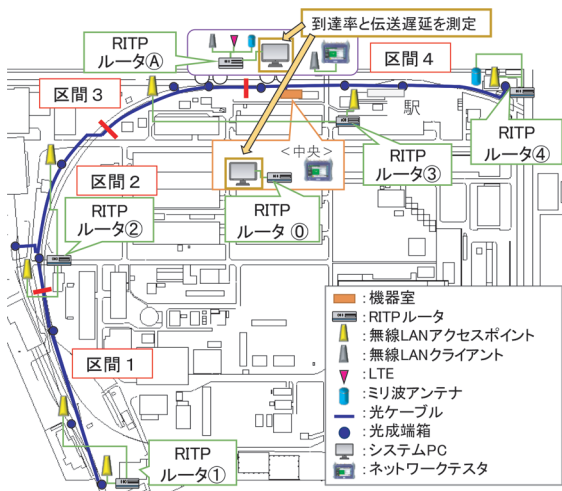 到達率と伝送遅延を測定
RITP
ルータⒶ
区間4
区間3
駅
RITP
ルータ④
<中央>
RITP
ルータ③
区間2
RITP
ルータ②
RITP
ルータ⓪
区間1
RITP
ルータ①
:機器室
:RITPルータ
:無線LANアクセスポイント
:無線LANクライアント
:LTE
:ミリ波アンテナ
:光ケーブル
:光成端箱
:システムPC
:ネットワークテスタ